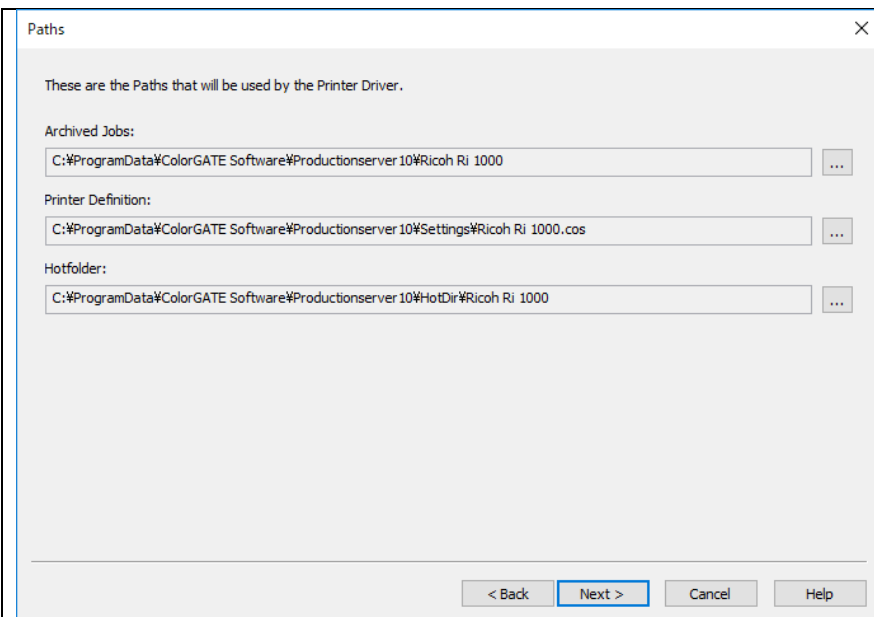 Paths
These are the Paths that will be used by the Printer Driver.
Archived Jobs:
C:¥ProgramData¥ColorGATE Software¥Productionserver10¥Ricoh Ri 1000
...
Printer Definition:
C:¥ProgramData¥ColorGATE Software¥Productionserver10¥Settings¥Ricoh Ri 1000.cos
...
Hotfolder:
C:¥ProgramData¥ColorGATE Software¥Productionserver10¥HotDir¥Ricoh Ri 1000
...
< Back Next > Cancel Help